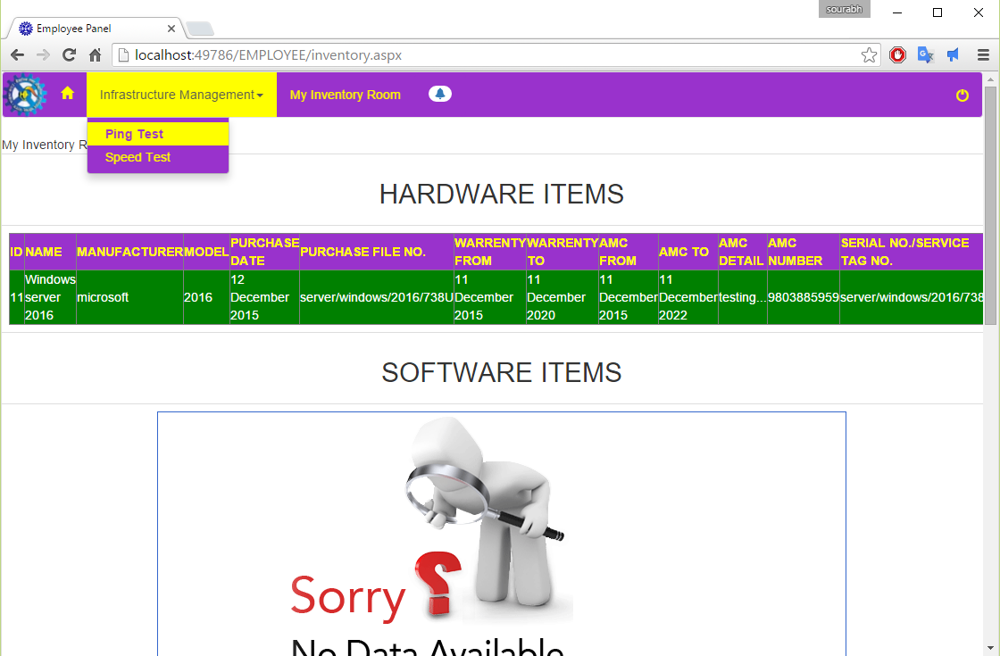 sourabh
Employee Panel
localhost:49786/EMPLOYEE/inventory.aspx
Infrastructure Management My Inventory Room
Ping Test
My Inventory R
Speed Test
HARDWARE ITEMS
ID NAME MANUFACTURER MODEL PURCHASE DATE PURCHASE FILE NO. WARRENTY FROM WARRENTY TO AMC FROM AMC TO AMC DETAIL AMC NUMBER SERIAL NO./SERVICE TAG NO.
11 Windows server 2016 microsoft 2016 12 December 2015 server/windows/2016/738U 11 December 2015 11 December 2020 11 December 2015 11 December 2022 testing... 9803885959 server/windows/2016/738
SOFTWARE ITEMS
Sorry ?
No Data Available